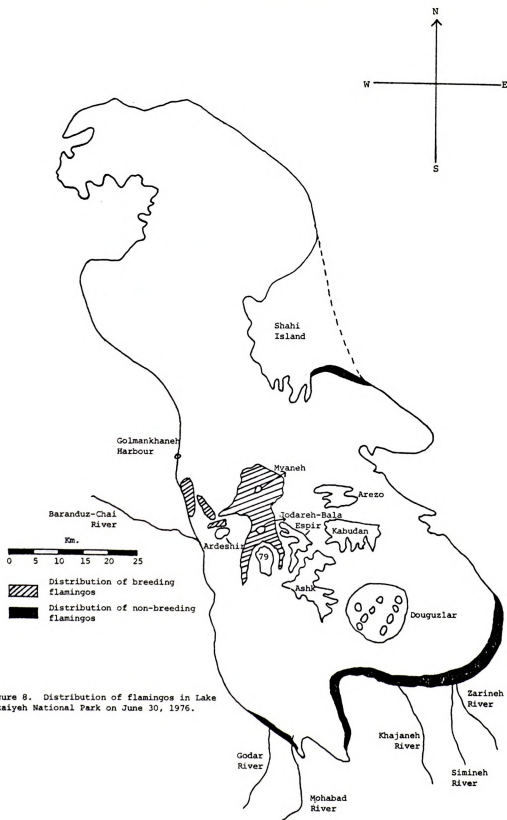 N
W
E
S
Shahi
Island
Golmankhaneh
Harbour
Myaneh
Arezo
Baranduz-Chai
River
Jodareh-Bala
Espir
Kabudan
Ardeshir
79
Km.
0 5 10 15 20 25
Ashk
Distribution of breeding
flamingos
Distribution of non-breeding
flamingos
Douguzlar
ure 8. Distribution of flamingos in Lake
zaiyeh National Park on June 30, 1976.
Zarineh
River
Khajaneh
River
Godar
River
Simineh
River
Mohabad
River